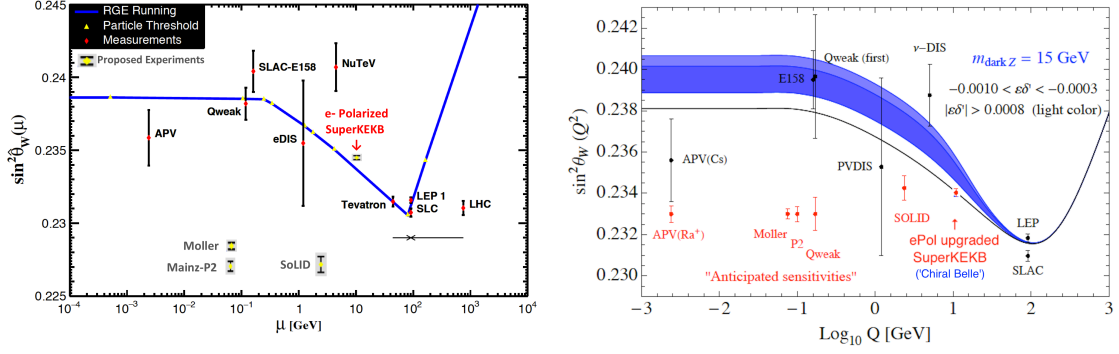 RGE Running
Particle Threshold
Measurements
Proposed Experiments
0.245
0.24
0.235
0.23
0.225
sin²θ̂W(μ)
SLAC-E158
NuTeV
Qweak
APV
e- Polarized
SuperKEKB
eDIS
Tevatron
LEP 1
SLC
LHC
Moller
Mainz-P2
SoLID
10⁻⁴ 10⁻³ 10⁻² 10⁻¹ 1 10 10² 10³ 10⁴
μ [GeV]
0.242
0.240
0.238
0.236
0.234
0.232
0.230
sin²θW (Q²)
Qweak (first)
E158
ν-DIS
m dark Z = 15 GeV
−0.0010 < εδ' < −0.0003
|εδ'| > 0.0008 (light color)
APV(Cs)
PVDIS
APV(Ra⁺)
Moller
P2
Qweak
SOLID
ePol upgraded
SuperKEKB
('Chiral Belle')
LEP
SLAC
"Anticipated sensitivities"
−3 −2 −1 0 1 2 3
Log₁₀ Q [GeV]